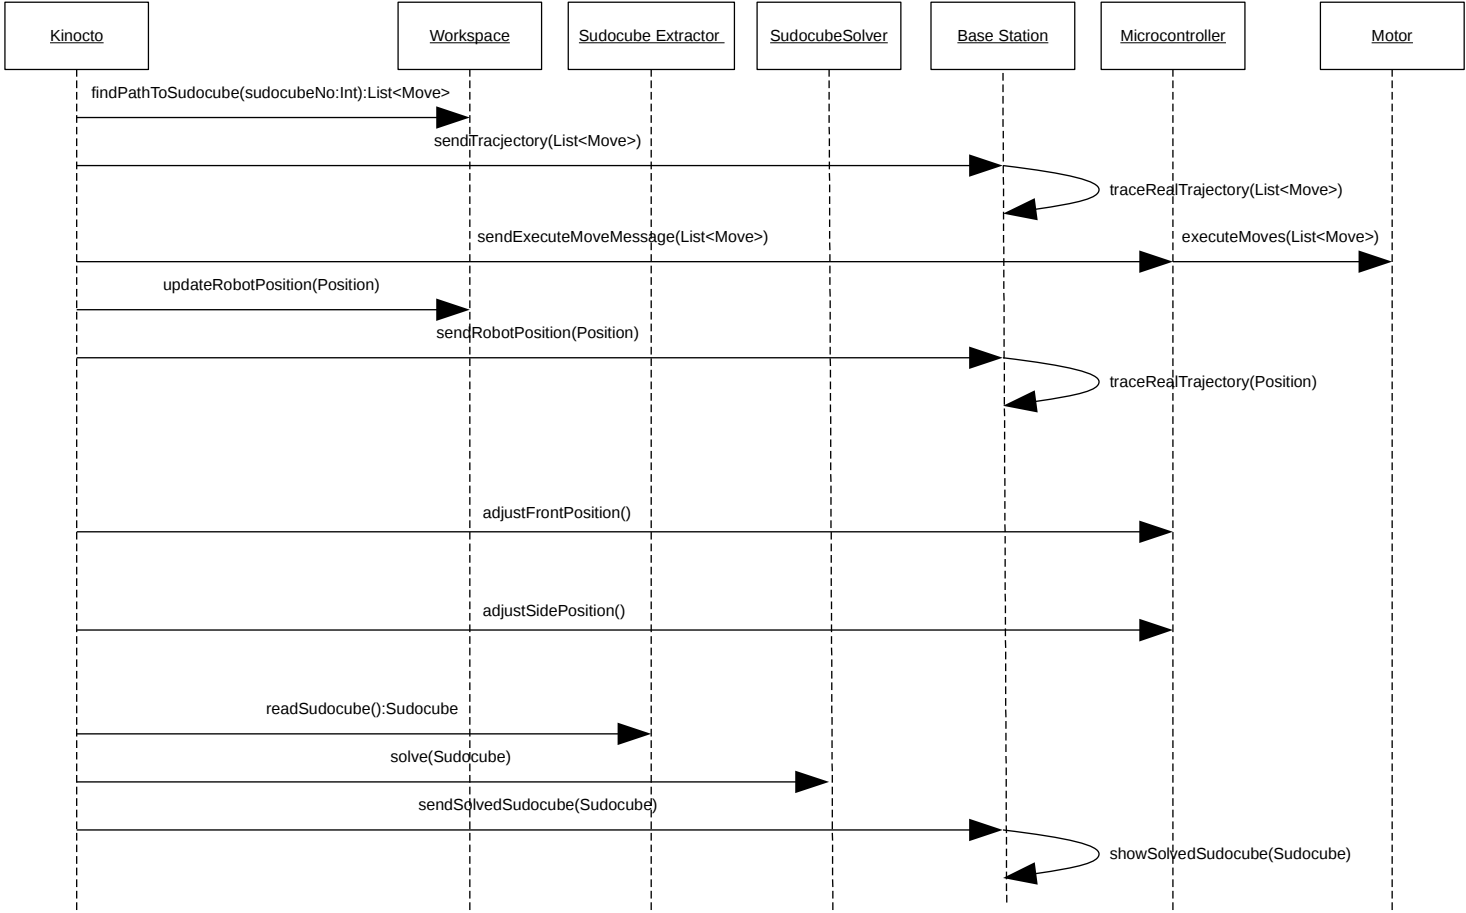 Kinocto
Workspace
Sudocube Extractor
SudocubeSolver
Base Station
Microcontroller
Motor
findPathToSudocube(sudocubeNo:Int):List<Move>
sendTracjectory(List<Move>)
traceRealTrajectory(List<Move>)
sendExecuteMoveMessage(List<Move>)
executeMoves(List<Move>)
updateRobotPosition(Position)
sendRobotPosition(Position)
traceRealTrajectory(Position)
adjustFrontPosition()
adjustSidePosition()
readSudocube():Sudocube
solve(Sudocube)
sendSolvedSudocube(Sudocube)
showSolvedSudocube(Sudocube)